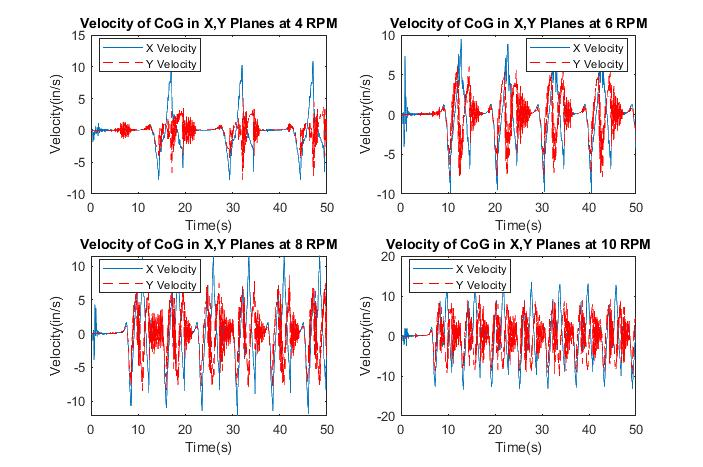 Velocity of CoG in X,Y Planes at 4 RPM
X Velocity
Y Velocity
15
10
5
0
-5
-10
Velocity(in/s)
0 10 20 30 40 50
Time(s)
Velocity of CoG in X,Y Planes at 6 RPM
X Velocity
Y Velocity
10
5
0
-5
-10
Velocity(in/s)
0 10 20 30 40 50
Time(s)
Velocity of CoG in X,Y Planes at 8 RPM
X Velocity
Y Velocity
10
5
0
-5
-10
Velocity(in/s)
0 10 20 30 40 50
Time(s)
Velocity of CoG in X,Y Planes at 10 RPM
X Velocity
Y Velocity
20
10
0
-10
-20
Velocity(in/s)
0 10 20 30 40 50
Time(s)